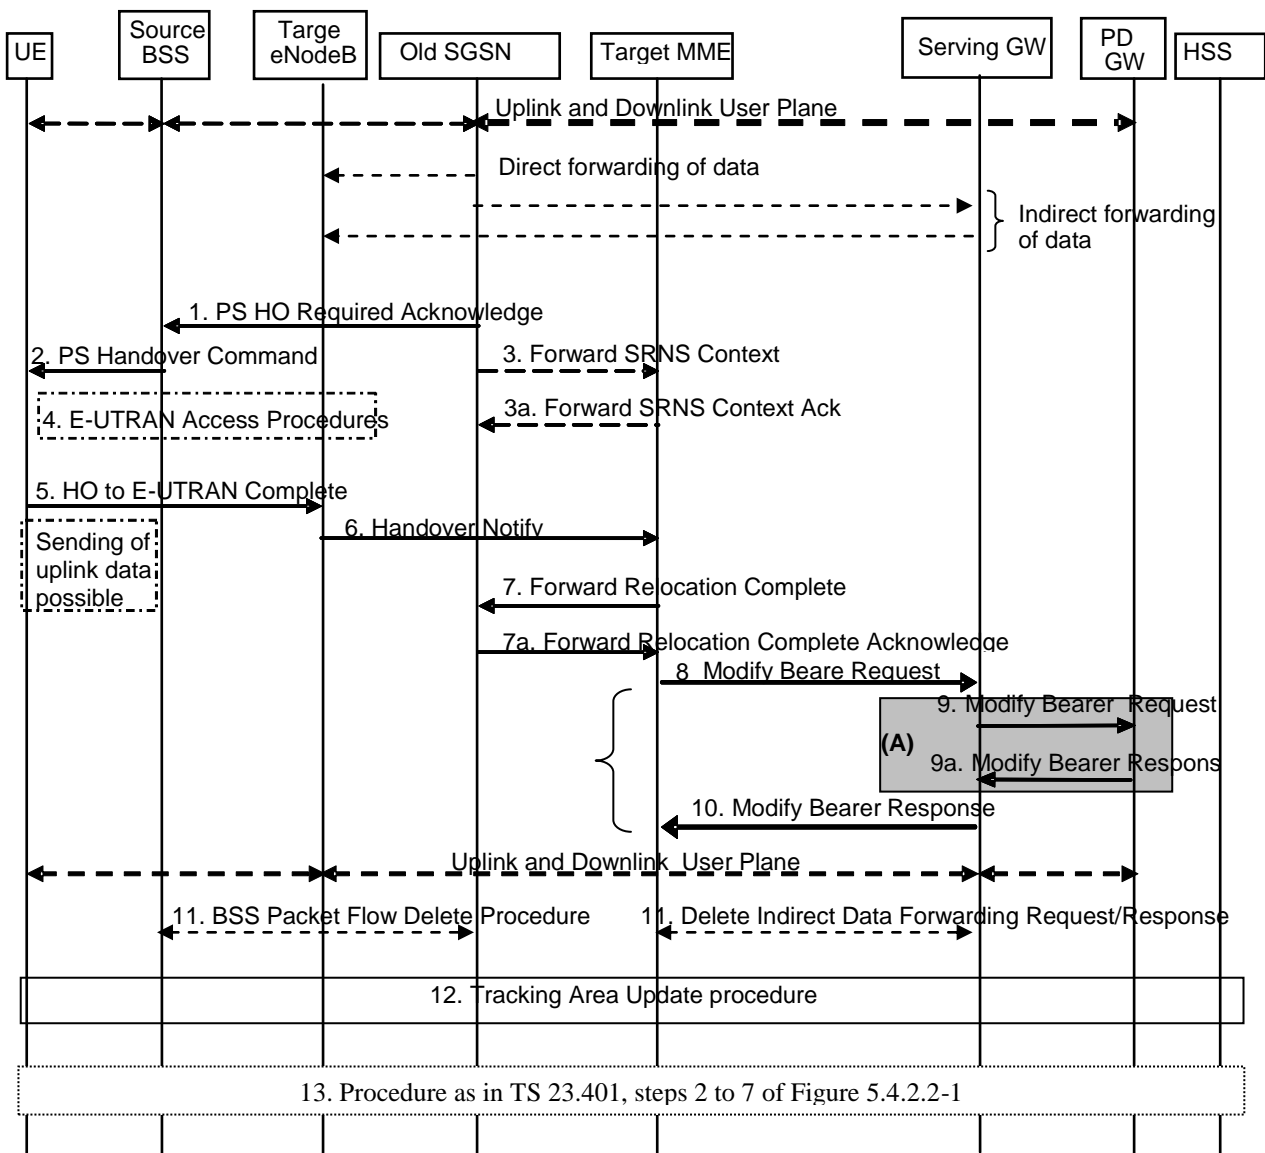 UE
Source
BSS
Targe
eNodeB
Old SGSN
Target MME
Serving GW
PD
GW
HSS
Uplink and Downlink User Plane
Direct forwarding of data
Indirect forwarding
of data
1. PS HO Required Acknowledge
2. PS Handover Command
3. Forward SRNS Context
4. E-UTRAN Access Procedures
3a. Forward SRNS Context Ack
5. HO to E-UTRAN Complete
6. Handover Notify
Sending of
uplink data
possible
7. Forward Relocation Complete
7a. Forward Relocation Complete Acknowledge
8 Modify Beare Request
9. Modify Bearer Request
(A)
9a. Modify Bearer Respons
10. Modify Bearer Response
Uplink and Downlink User Plane
11. BSS Packet Flow Delete Procedure
11. Delete Indirect Data Forwarding Request/Response
12. Tracking Area Update procedure
13. Procedure as in TS 23.401, steps 2 to 7 of Figure 5.4.2.2-1